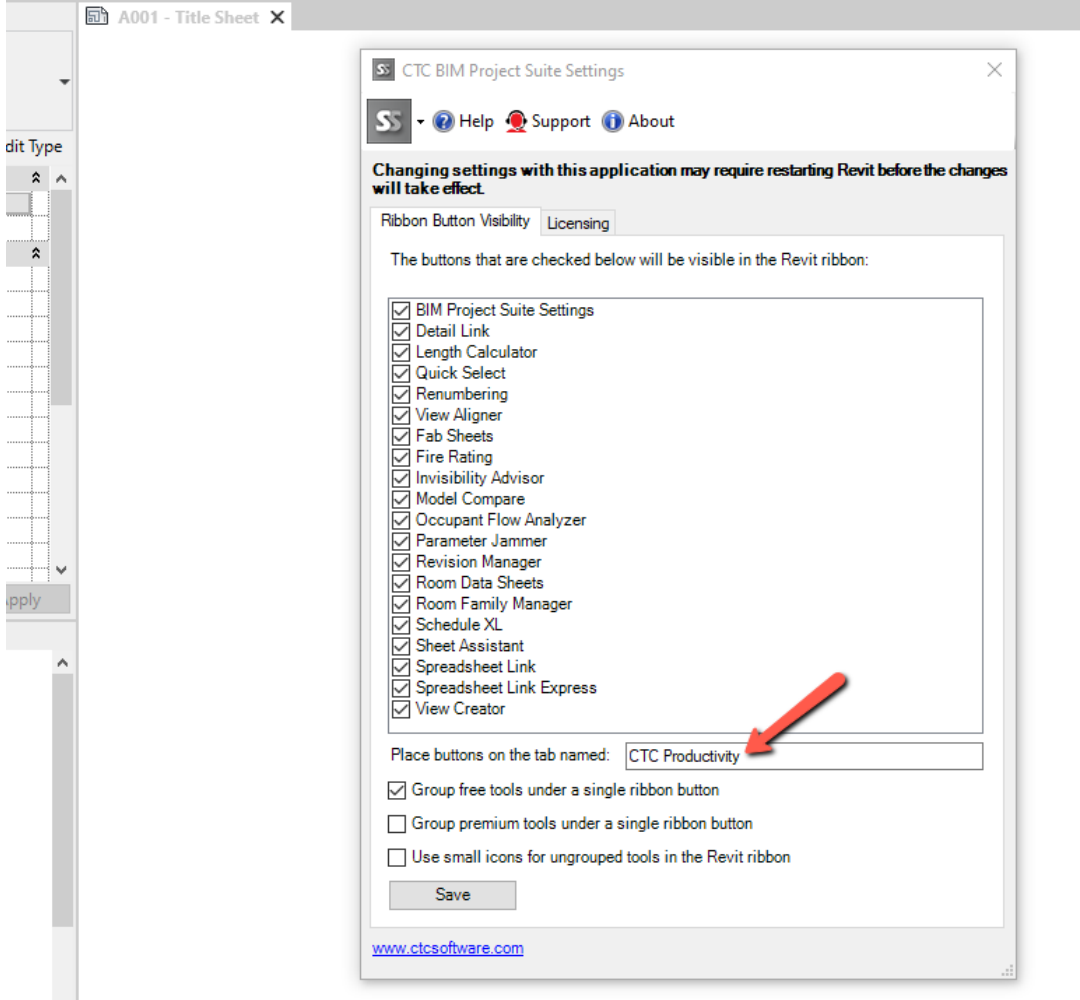 A001 - Title Sheet
CTC BIM Project Suite Settings
SS Help Support About
dit Type
Changing settings with this application may require restarting Revit before the changes
will take effect.
Ribbon Button Visibility Licensing
The buttons that are checked below will be visible in the Revit ribbon:
BIM Project Suite Settings
Detail Link
Length Calculator
Quick Select
Renumbering
View Aligner
Fab Sheets
Fire Rating
Invisibility Advisor
Model Compare
Occupant Flow Analyzer
Parameter Jammer
Revision Manager
Room Data Sheets
Apply
Room Family Manager
Schedule XL
Sheet Assistant
Spreadsheet Link
Spreadsheet Link Express
View Creator
Place buttons on the tab named: CTC Productivity
Group free tools under a single ribbon button
Group premium tools under a single ribbon button
Use small icons for ungrouped tools in the Revit ribbon
Save
www.ctcsoftware.com